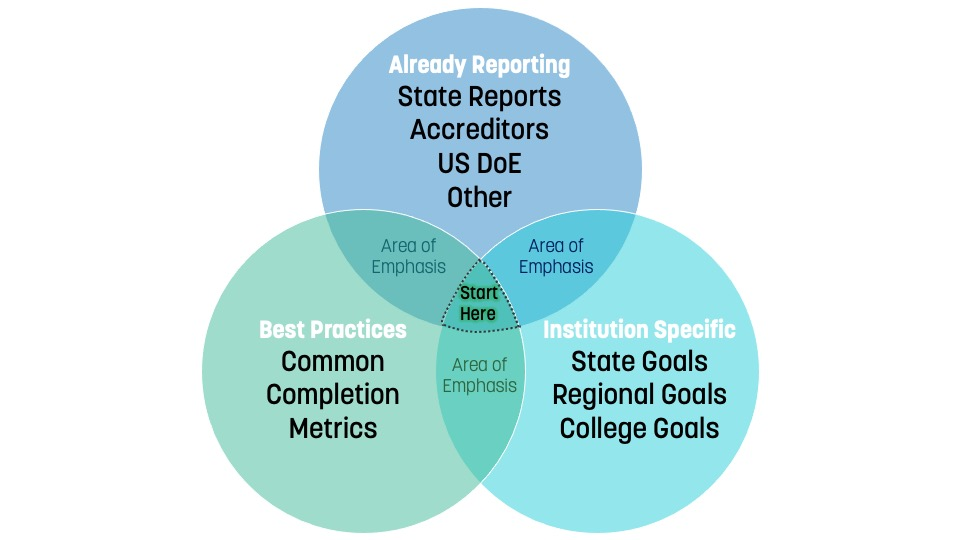 Already Reporting
State Reports
Accreditors
US DoE
Other
Area of
Emphasis
Area of
Emphasis
Start
Here
Best Practices
Common
Completion
Metrics
Institution Specific
State Goals
Regional Goals
College Goals
Area of
Emphasis